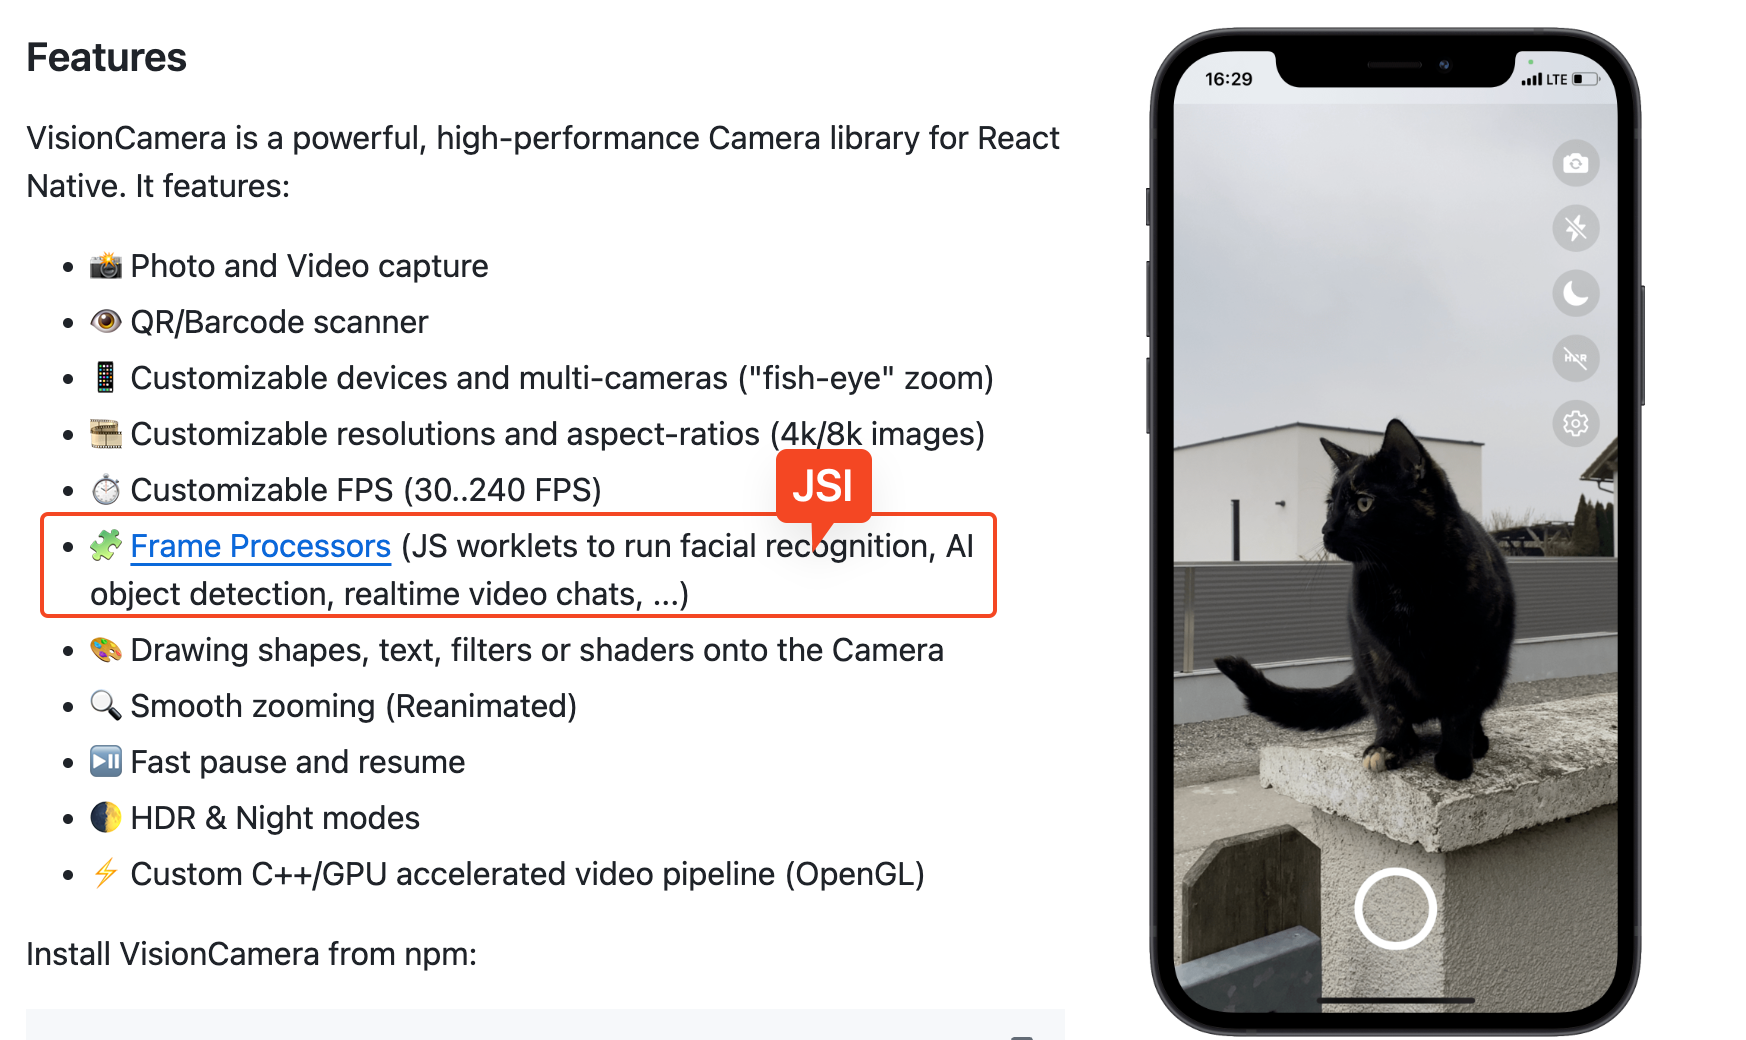 Features
VisionCamera is a powerful, high-performance Camera library for React
Native. It features:
Photo and Video capture
QR/Barcode scanner
Customizable devices and multi-cameras ("fish-eye" zoom)
Customizable resolutions and aspect-ratios (4k/8k images)
Customizable FPS (30..240 FPS)
JSI
Frame Processors (JS worklets to run facial recognition, AI
object detection, realtime video chats, ...)
Drawing shapes, text, filters or shaders onto the Camera
Smooth zooming (Reanimated)
Fast pause and resume
HDR & Night modes
Custom C++/GPU accelerated video pipeline (OpenGL)
Install VisionCamera from npm:
16:29
LTE
HDR